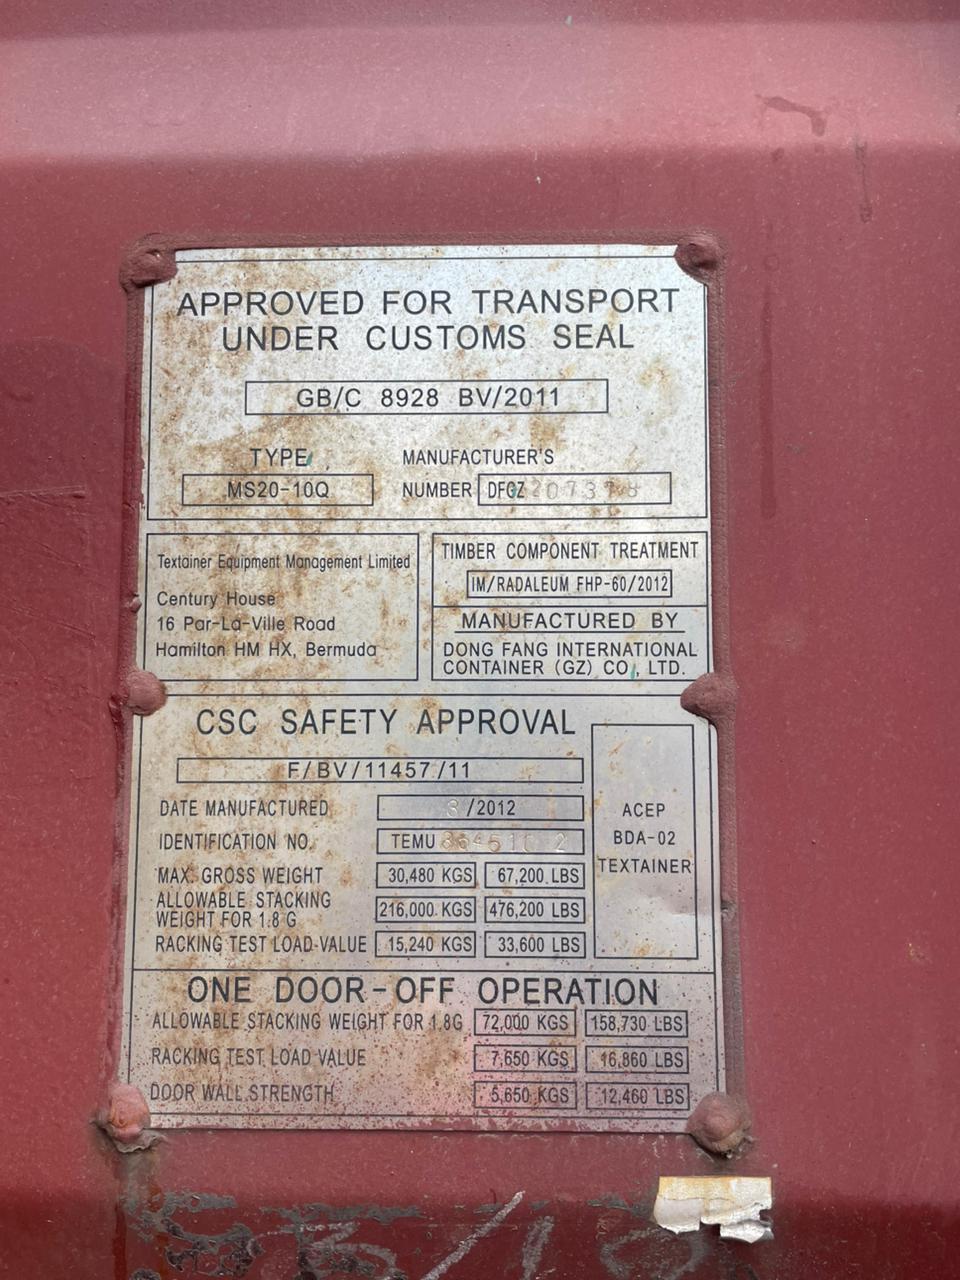 APPROVED FOR TRANSPORT
UNDER CUSTOMS SEAL
GB/C 8928 BV/2011
TYPE MANUFACTURER'S
MS20-10Q NUMBER DFGZ
Textainer Equipment Management Limited
Century House
16 Par-La-Ville Road
Hamilton HM HX, Bermuda
TIMBER COMPONENT TREATMENT
IM/RADALEUM FHP-60/2012
MANUFACTURED BY
DONG FANG INTERNATIONAL
CONTAINER (GZ) CO., LTD.
CSC SAFETY APPROVAL
F/BV/11457/11
DATE MANUFACTURED /2012
IDENTIFICATION NO. TEMU
MAX. GROSS WEIGHT 30,480 KGS 67,200 LBS
ALLOWABLE STACKING
WEIGHT FOR 1.8 G 216,000 KGS 476,200 LBS
RACKING TEST LOAD VALUE 15,240 KGS 33,600 LBS
ACEP
BDA-02
TEXTAINER
ONE DOOR-OFF OPERATION
ALLOWABLE STACKING WEIGHT FOR 1.8G 72,000 KGS 158,730 LBS
RACKING TEST LOAD VALUE 7,650 KGS 16,860 LBS
DOOR WALL STRENGTH 5,650 KGS 12,460 LBS